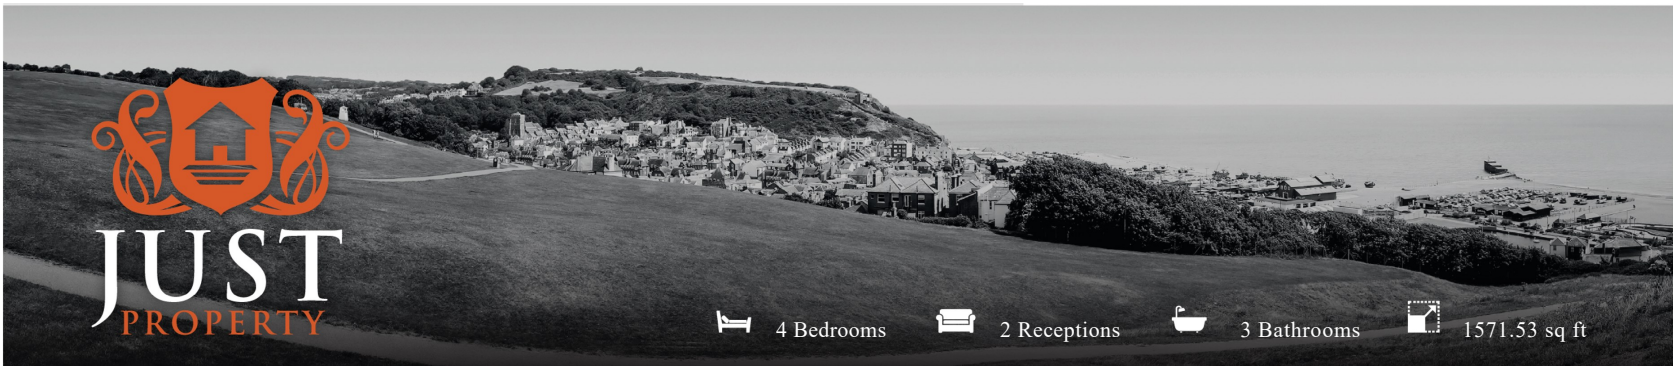 JUST
PROPERTY
4 Bedrooms
2 Receptions
3 Bathrooms
1571.53 sq ft